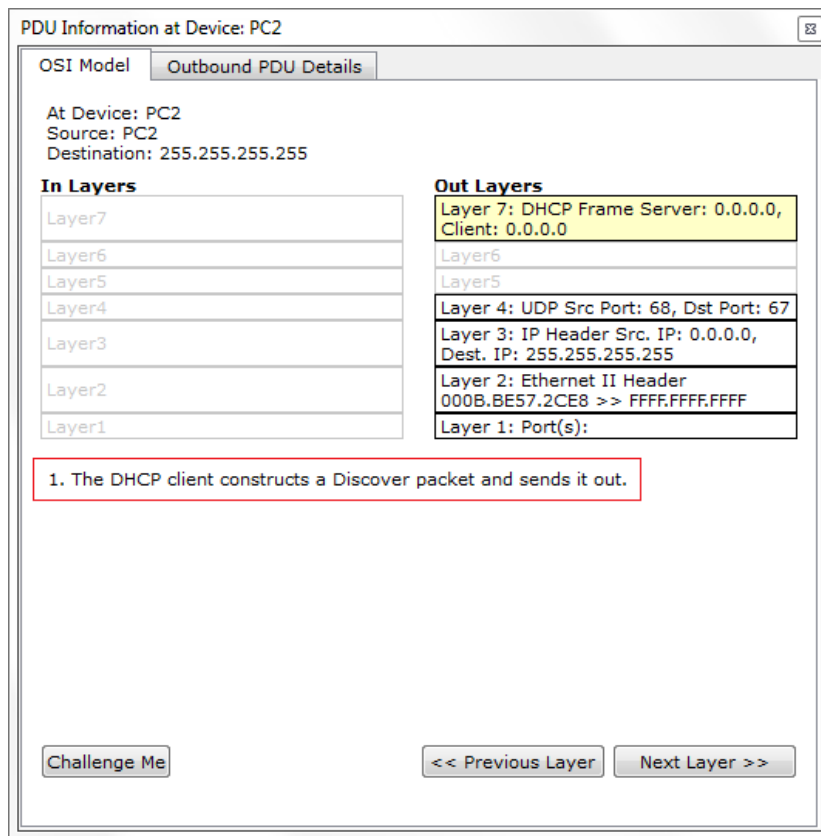 PDU Information at Device: PC2
OSI Model
Outbound PDU Details
At Device: PC2
Source: PC2
Destination: 255.255.255.255
In Layers
Layer7
Layer6
Layer5
Layer4
Layer3
Layer2
Layer1
Out Layers
Layer 7: DHCP Frame Server: 0.0.0.0,
Client: 0.0.0.0
Layer6
Layer5
Layer 4: UDP Src Port: 68, Dst Port: 67
Layer 3: IP Header Src. IP: 0.0.0.0,
Dest. IP: 255.255.255.255
Layer 2: Ethernet II Header
000B.BE57.2CE8 >> FFFF.FFFF.FFFF
Layer 1: Port(s):
1. The DHCP client constructs a Discover packet and sends it out.
Challenge Me
<< Previous Layer
Next Layer >>